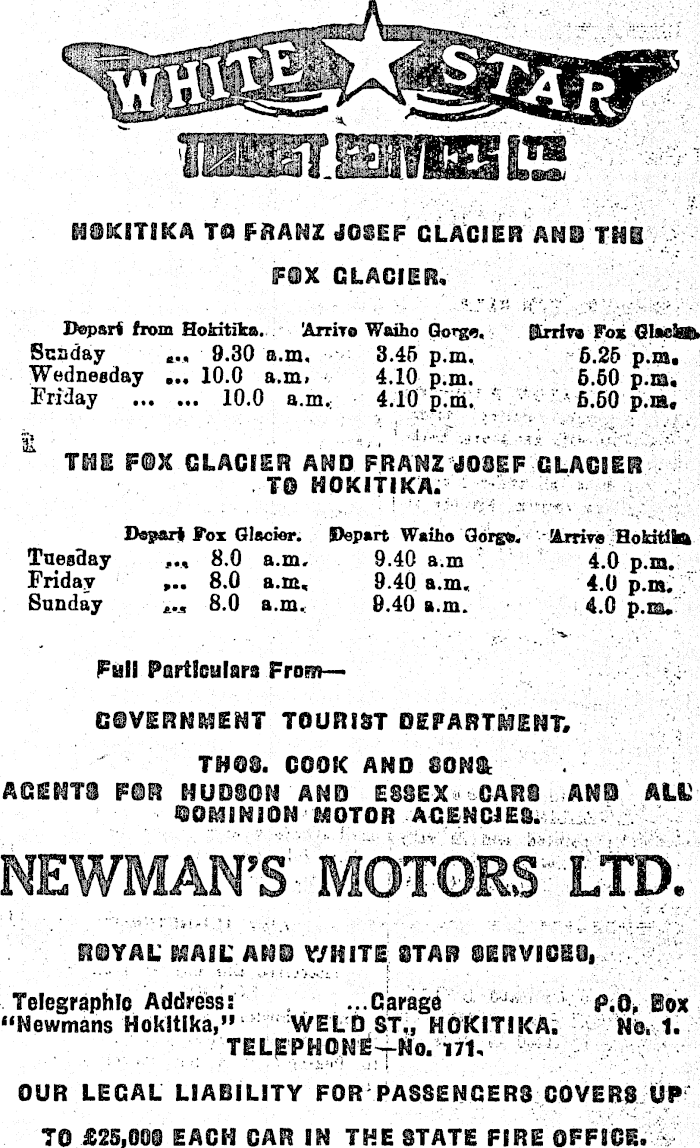 WHITE STAR
HOKITIKA TO FRANZ JOSEF GLACIER AND THE
FOX GLACIER.
Depart from Hokitika. Arrive Waiho Gorge. Arrive Fox Glacier.
Sunday ... 9.30 a.m. 3.45 p.m. 5.25 p.m.
Wednesday ... 10.0 a.m. 4.10 p.m. 5.50 p.m.
Friday ... ... 10.0 a.m. 4.10 p.m. 5.50 p.m.
THE FOX GLACIER AND FRANZ JOSEF GLACIER
TO HOKITIKA.
Depart Fox Glacier. Depart Waiho Gorge. Arrive Hokitika
Tuesday ... 8.0 a.m. 9.40 a.m 4.0 p.m.
Friday ... 8.0 a.m. 9.40 a.m. 4.0 p.m.
Sunday ... 8.0 a.m. 9.40 a.m. 4.0 p.m.
Full Particulars From—
GOVERNMENT TOURIST DEPARTMENT,
THOS. COOK AND SONS
AGENTS FOR HUDSON AND ESSEX CARS AND ALL
DOMINION MOTOR AGENCIES.
NEWMAN'S MOTORS LTD.
ROYAL MAIL AND WHITE STAR SERVICES,
Telegraphic Address: ...Garage P.O. Box
"Newmans Hokitika," WELD ST., HOKITIKA. No. 1.
TELEPHONE—No. 171.
OUR LEGAL LIABILITY FOR PASSENGERS COVERS UP
TO £25,000 EACH CAR IN THE STATE FIRE OFFICE.